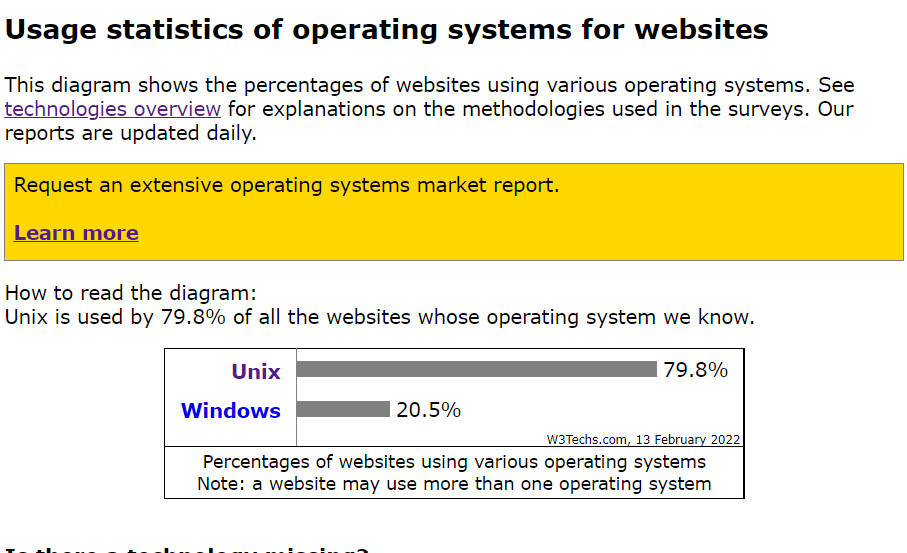 Usage statistics of operating systems for websites
This diagram shows the percentages of websites using various operating systems. See
technologies overview for explanations on the methodologies used in the surveys. Our
reports are updated daily.
Request an extensive operating systems market report.
Learn more
How to read the diagram:
Unix is used by 79.8% of all the websites whose operating system we know.
Unix 79.8%
Windows 20.5%
W3Techs.com, 13 February 2022
Percentages of websites using various operating systems
Note: a website may use more than one operating system
Is there a technology missing?